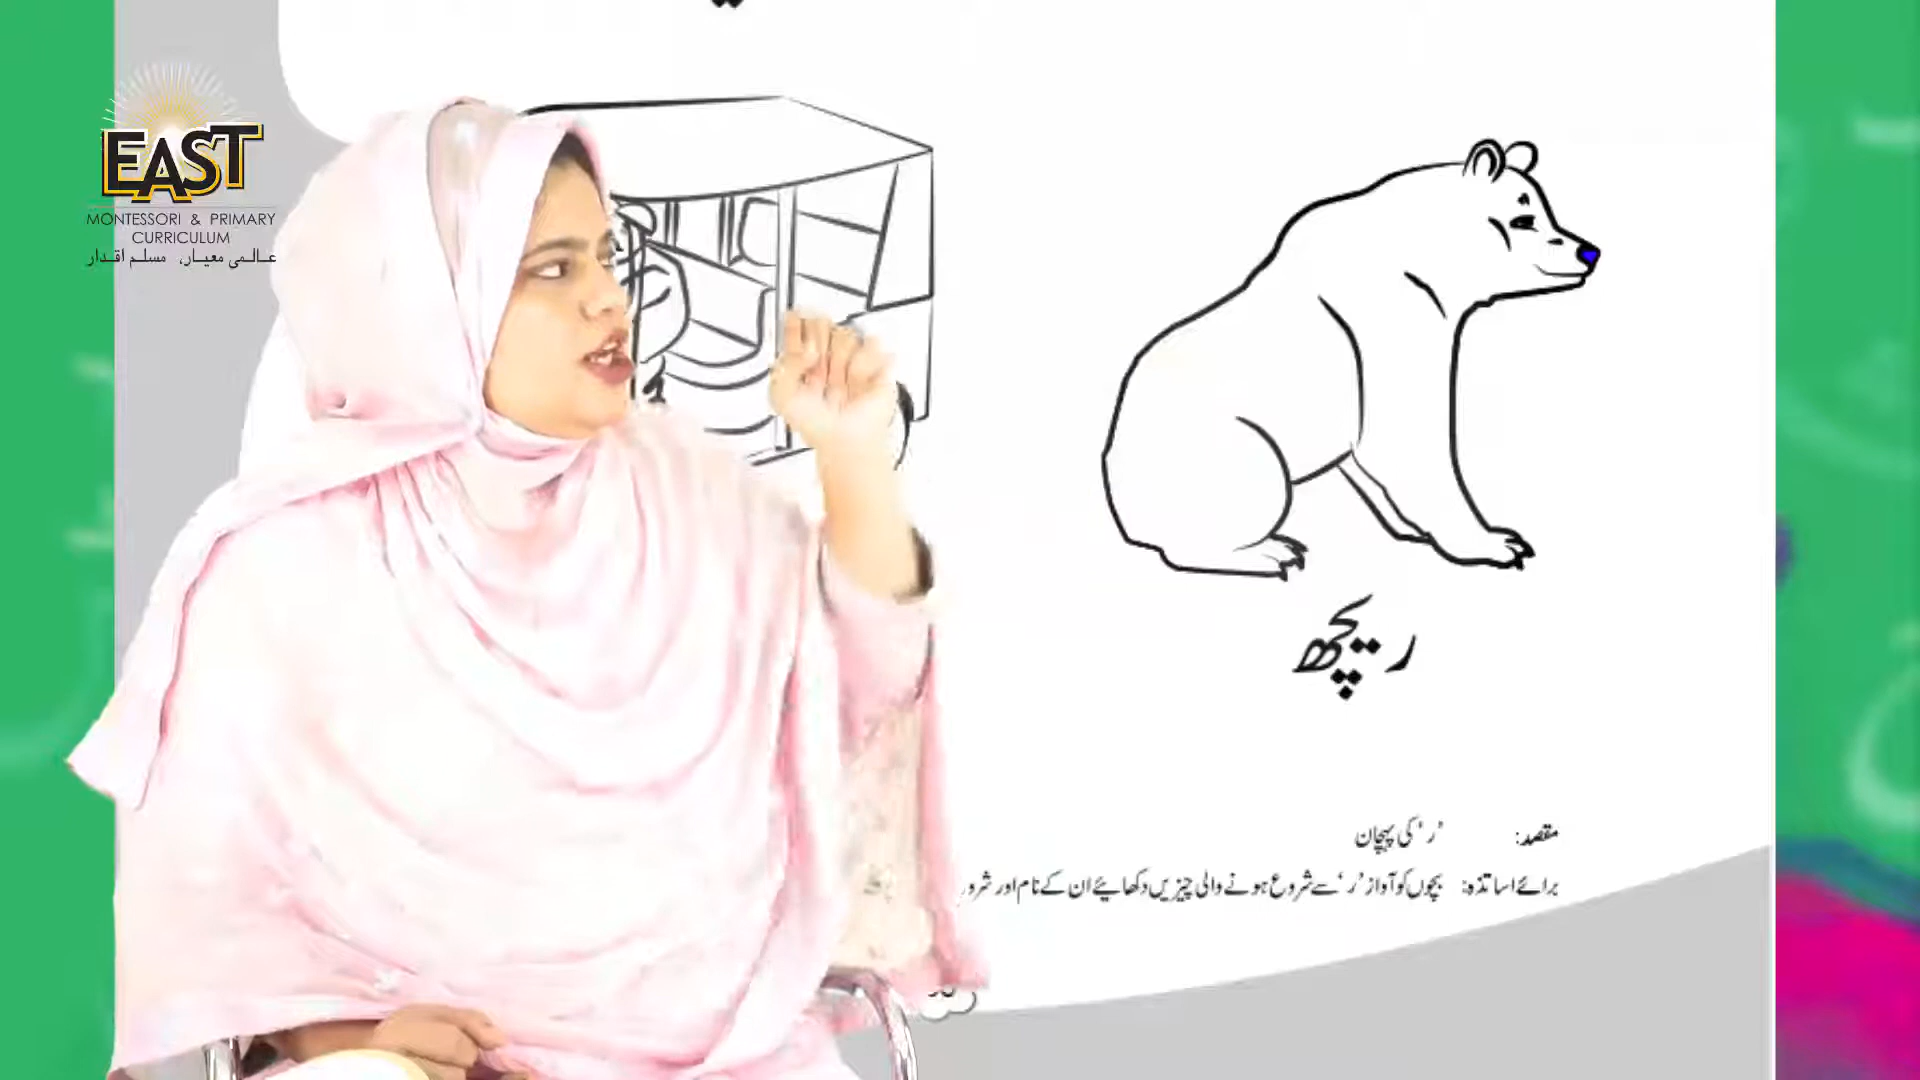 EAST
MONTESSORI & PRIMARY
CURRICULUM
عالمی معیار، مسلم اقدار
ریچھ
مقصد: ’ر‘ کی پہچان
برائے اساتذہ: بچوں کو آواز ’ر‘ سے شروع ہونے والی چیزیں دکھائیے ان کے نام اور